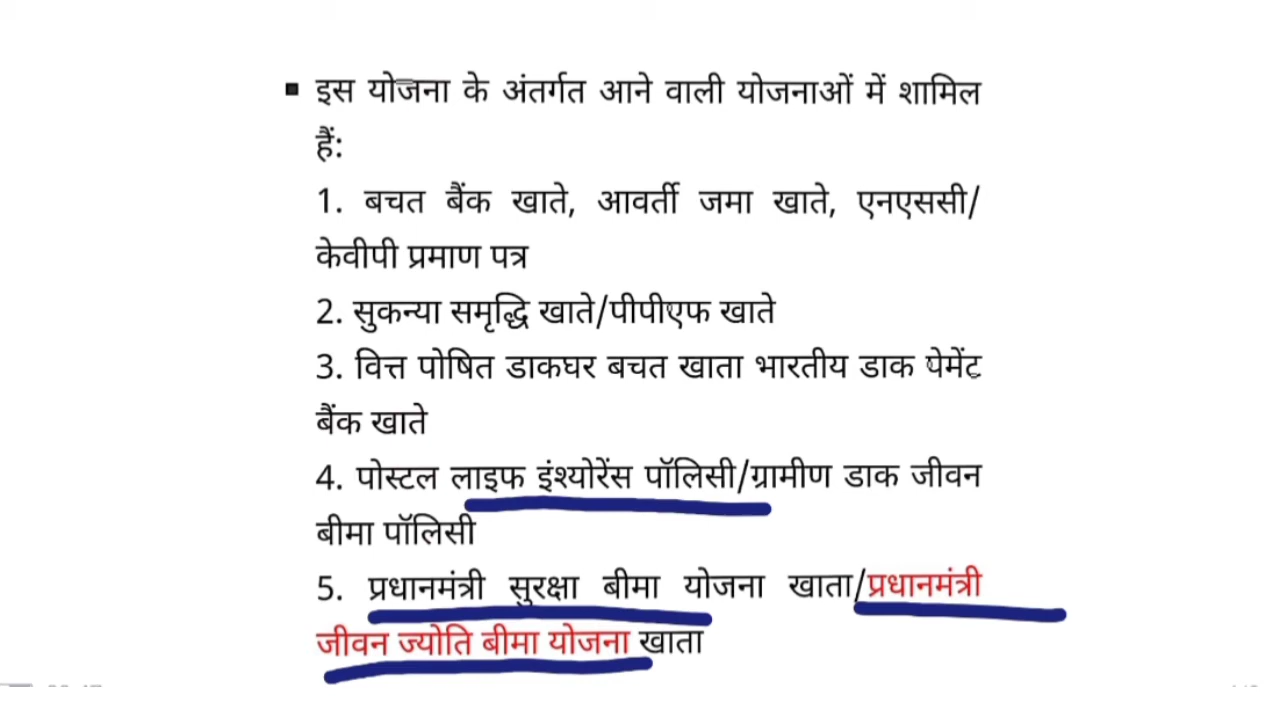 ▪ इस योजना के अंतर्गत आने वाली योजनाओं में शामिल
हैं:
1. बचत बैंक खाते, आवर्ती जमा खाते, एनएससी/
केवीपी प्रमाण पत्र
2. सुकन्या समृद्धि खाते/पीपीएफ खाते
3. वित्त पोषित डाकघर बचत खाता भारतीय डाक पेमेंट
बैंक खाते
4. पोस्टल लाइफ इंश्योरेंस पॉलिसी/ग्रामीण डाक जीवन
बीमा पॉलिसी
5. प्रधानमंत्री सुरक्षा बीमा योजना खाता/प्रधानमंत्री
जीवन ज्योति बीमा योजना खाता